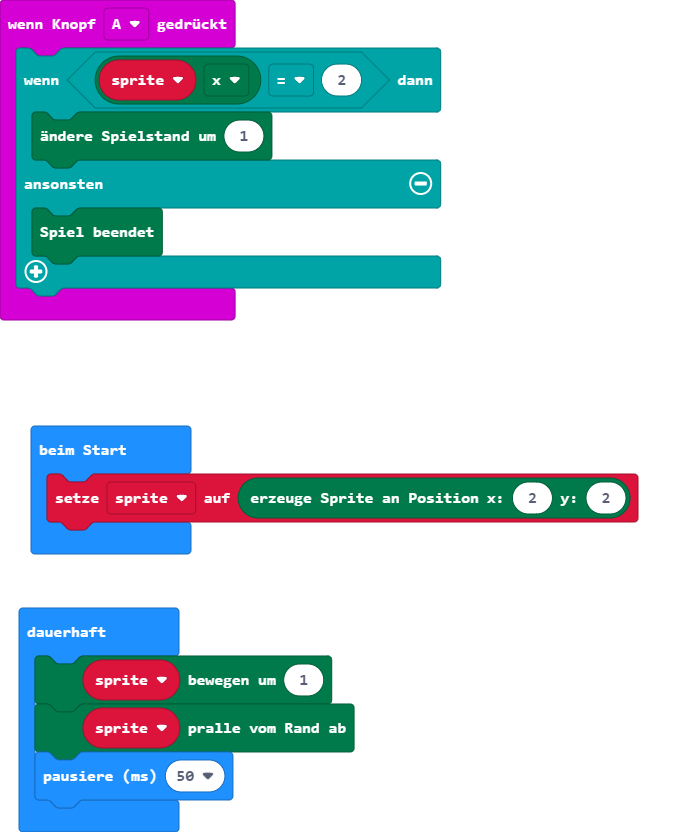 wenn Knopf A gedrückt
wenn sprite x = 2 dann
ändere Spielstand um 1
ansonsten
Spiel beendet
beim Start
setze sprite auf erzeuge Sprite an Position x: 2 y: 2
dauerhaft
sprite bewegen um 1
sprite pralle vom Rand ab
pausiere (ms) 50